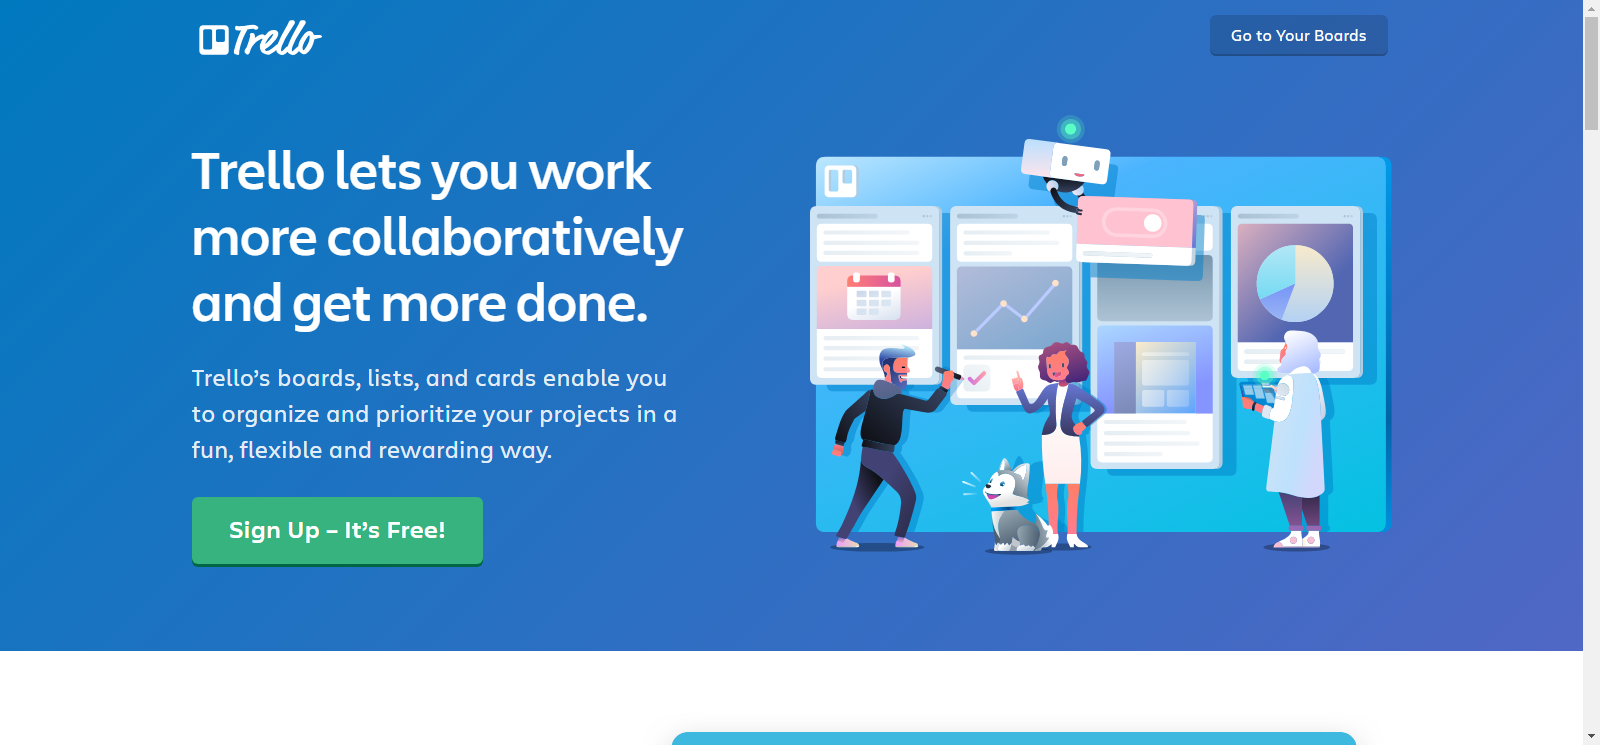 Trello
Go to Your Boards
Trello lets you work
more collaboratively
and get more done.
Trello’s boards, lists, and cards enable you
to organize and prioritize your projects in a
fun, flexible and rewarding way.
Sign Up – It’s Free!